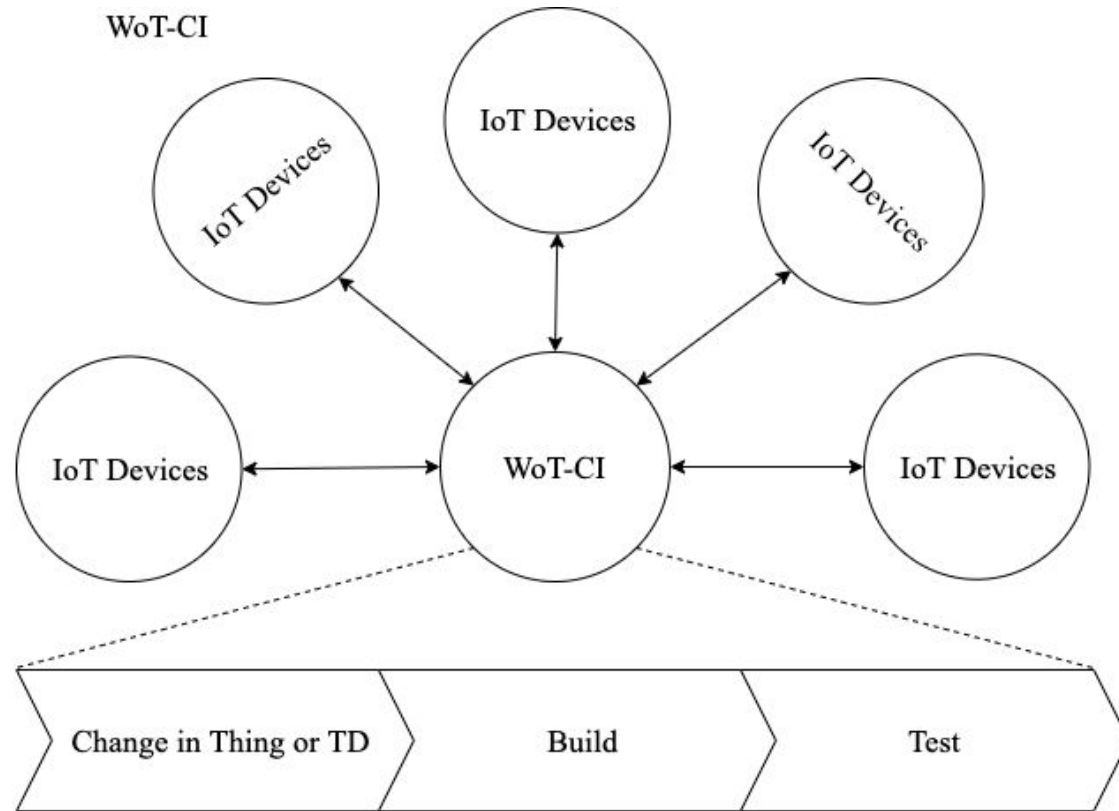 WoT-CI
IoT Devices
IoT Devices
IoT Devices
IoT Devices
WoT-CI
IoT Devices
Change in Thing or TD
Build
Test